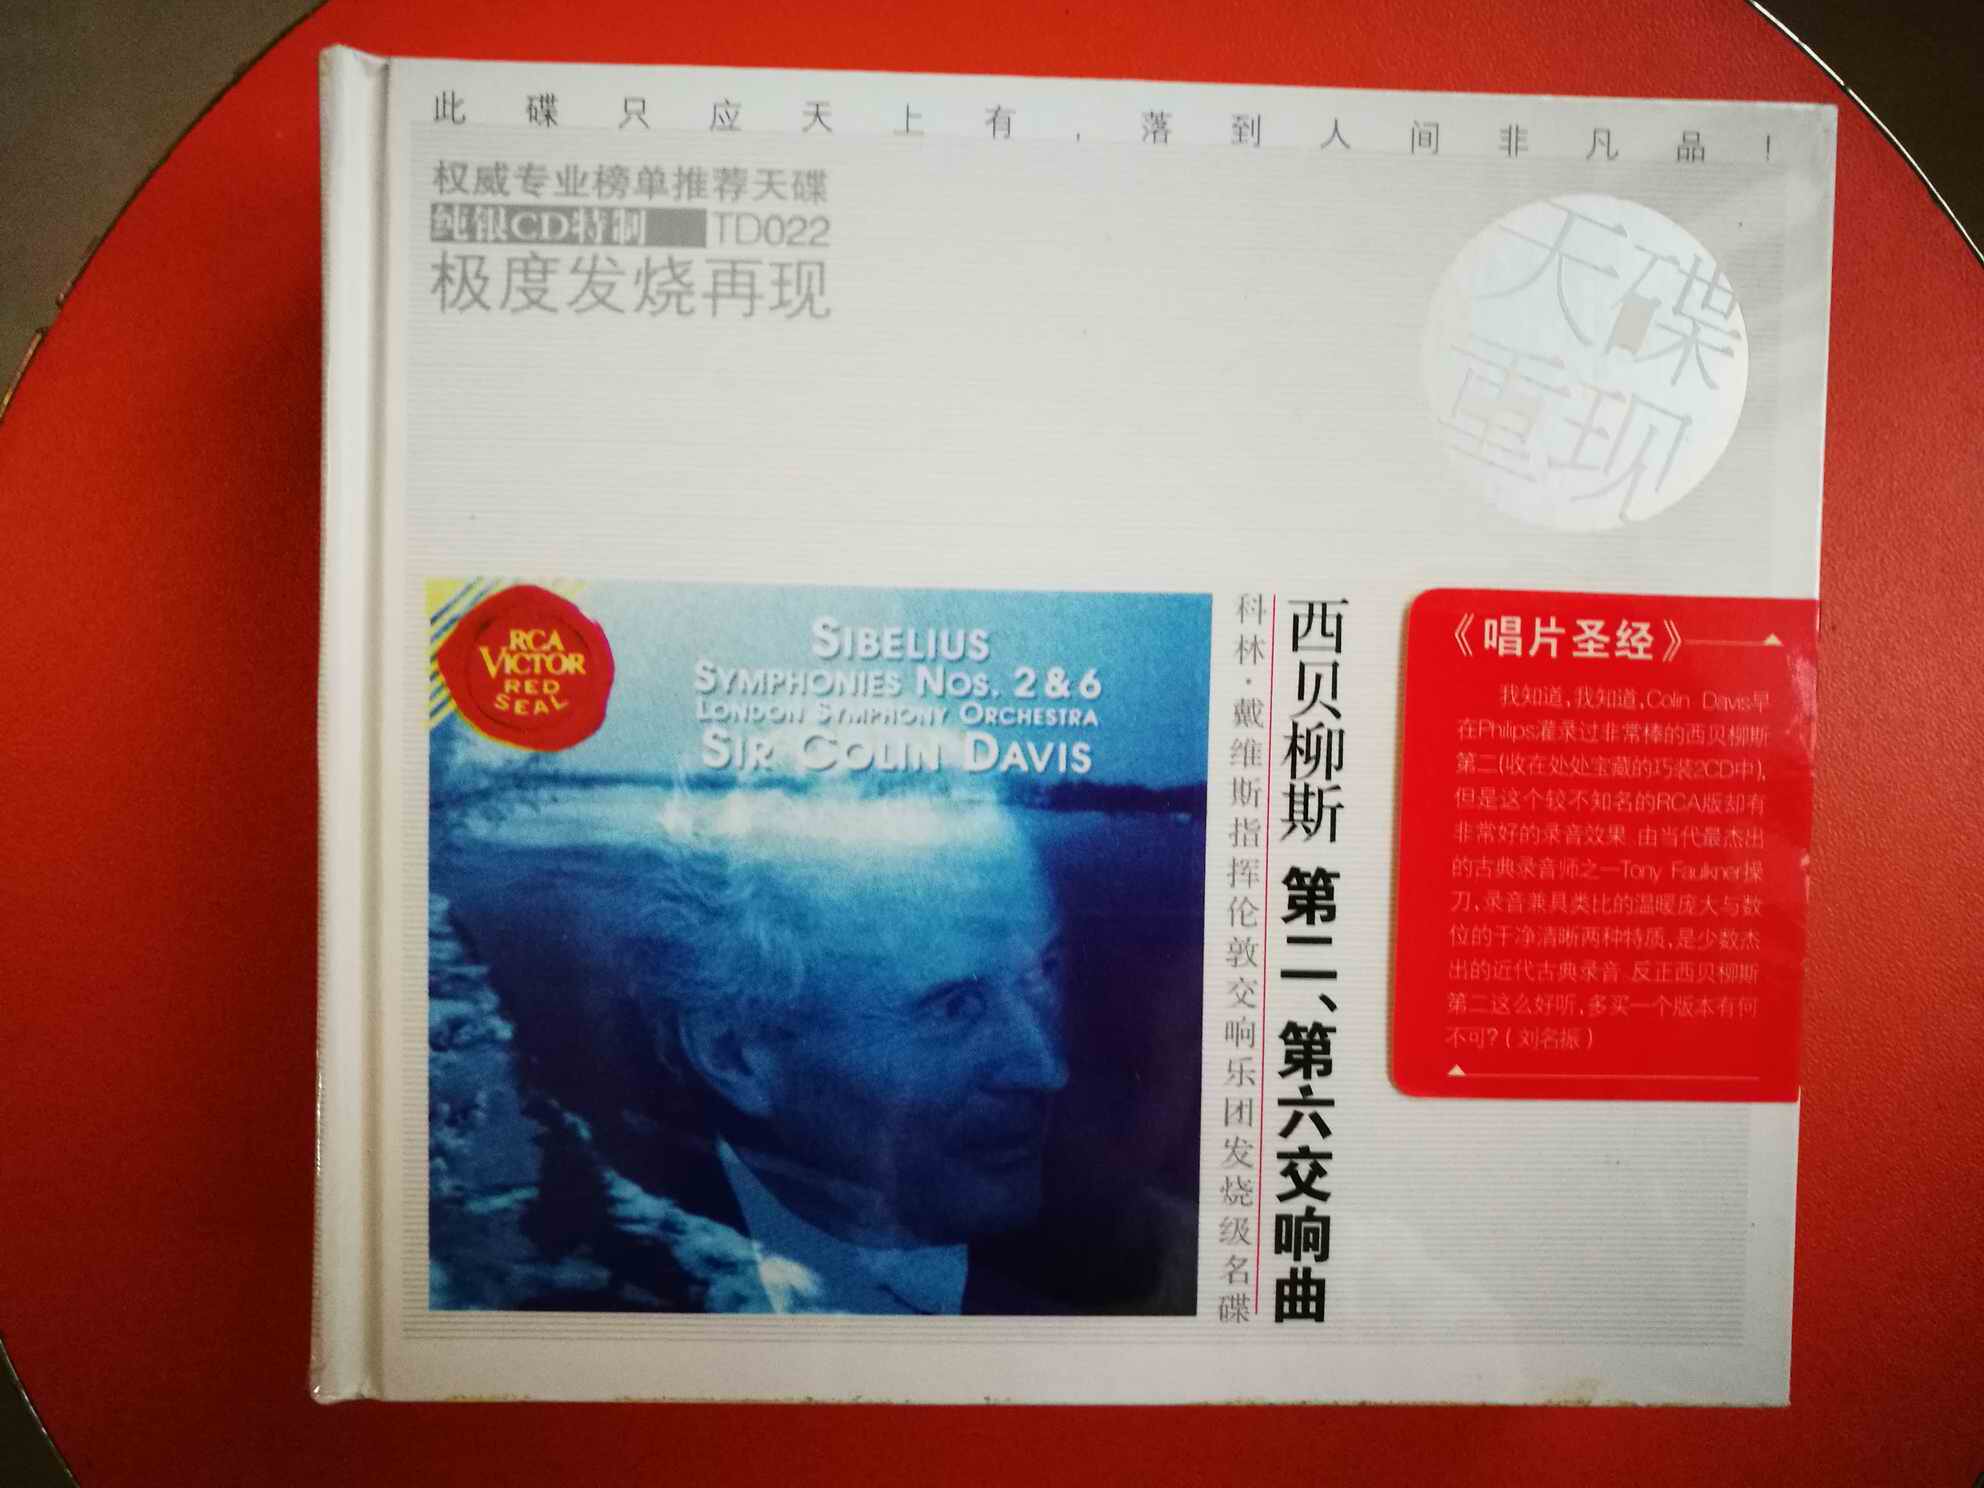 此碟只应天上有，落到人间非凡品！
权威专业榜单推荐天碟
纯银CD特制 TD022
极度发烧再现
天碟
重现
RCA
VICTOR
RED
SEAL
SIBELIUS
SYMPHONIES NOS. 2 & 6
LONDON SYMPHONY ORCHESTRA
SIR COLIN DAVIS
科林·戴维斯指挥伦敦交响乐团发烧级名碟
西贝柳斯 第二、第六交响曲
《唱片圣经》
我知道,我知道,Colin Davis早
在Philips灌录过非常棒的西贝柳斯
第二(收在处处宝藏的巧装2CD中),
但是这个较不知名的RCA版却有
非常好的录音效果.由当代最杰出
的古典录音师之一Tony Faulkner操
刀,录音兼具类比的温暖庞大与数
位的干净清晰两种特质,是少数杰
出的近代古典录音.反正西贝柳斯
第二这么好听,多买一个版本有何
不可?(刘名振)